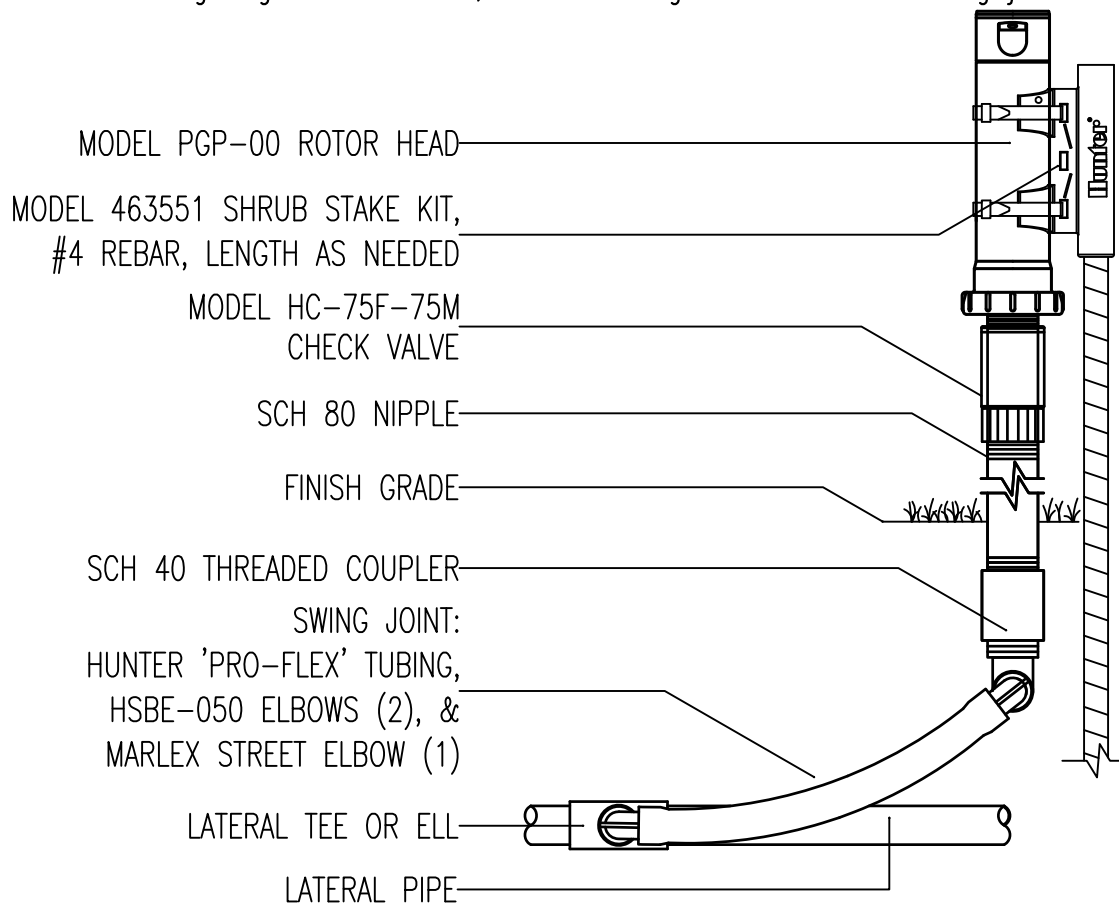 MODEL PGP-00 ROTOR HEAD
MODEL 463551 SHRUB STAKE KIT,
#4 REBAR, LENGTH AS NEEDED
MODEL HC-75F-75M
CHECK VALVE
SCH 80 NIPPLE
FINISH GRADE
SCH 40 THREADED COUPLER
SWING JOINT:
HUNTER 'PRO-FLEX' TUBING,
HSBE-050 ELBOWS (2), &
MARLEX STREET ELBOW (1)
LATERAL TEE OR ELL
LATERAL PIPE
Hunter